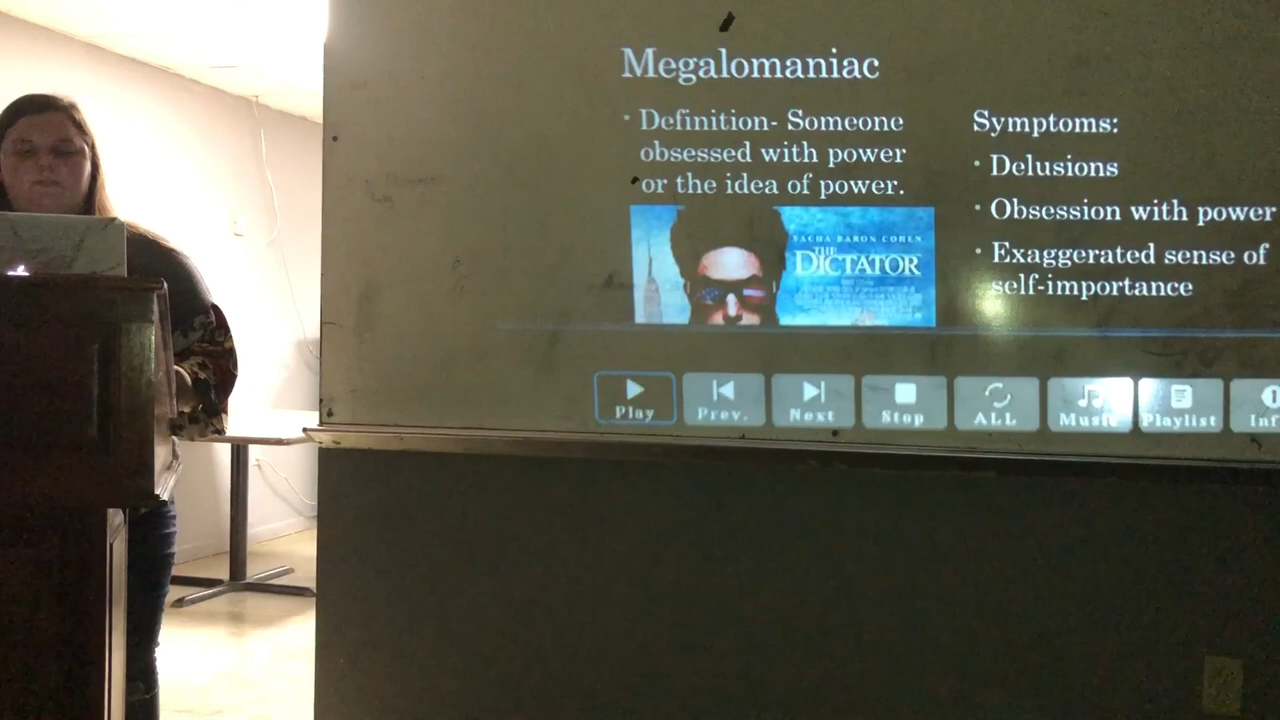 Megalomaniac
· Definition- Someone
obsessed with power
or the idea of power.
SACHA BARON COHEN
THE
DICTATOR
Symptoms:
· Delusions
· Obsession with power
· Exaggerated sense of
self-importance
Play
Prev.
Next
Stop
ALL
Music
Playlist
Inf